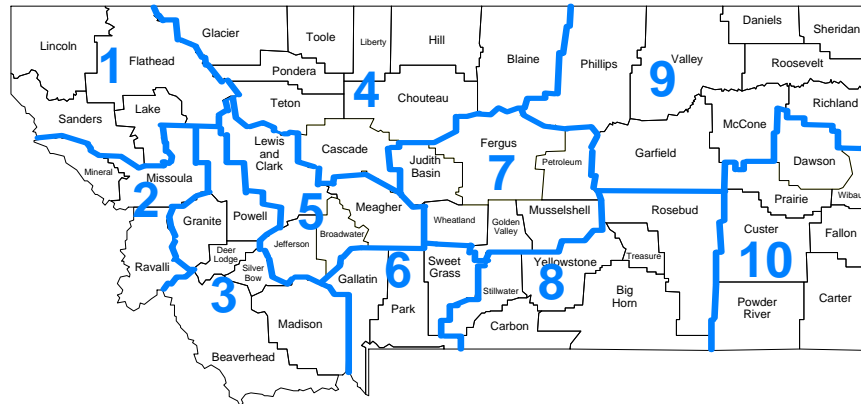 Lincoln
Flathead
Glacier
Toole
Liberty
Hill
Blaine
Phillips
Valley
Daniels
Sheridan
Roosevelt
Richland
1
4
9
Pondera
Teton
Chouteau
Sanders
Lake
Lewis
and
Clark
Cascade
Judith
Basin
Fergus
Petroleum
Garfield
McCone
Dawson
Mineral
Missoula
2
7
Granite
Powell
5
Meagher
Wheatland
Golden
Valley
Musselshell
Rosebud
Prairie
Wibau
Ravalli
Deer
Lodge
Silver
Bow
Jefferson
Broadwater
Custer
Fallon
3
Gallatin
6
Sweet
Grass
Stillwater
Yellowstone
8
Treasure
10
Park
Carbon
Big
Horn
Powder
River
Carter
Madison
Beaverhead